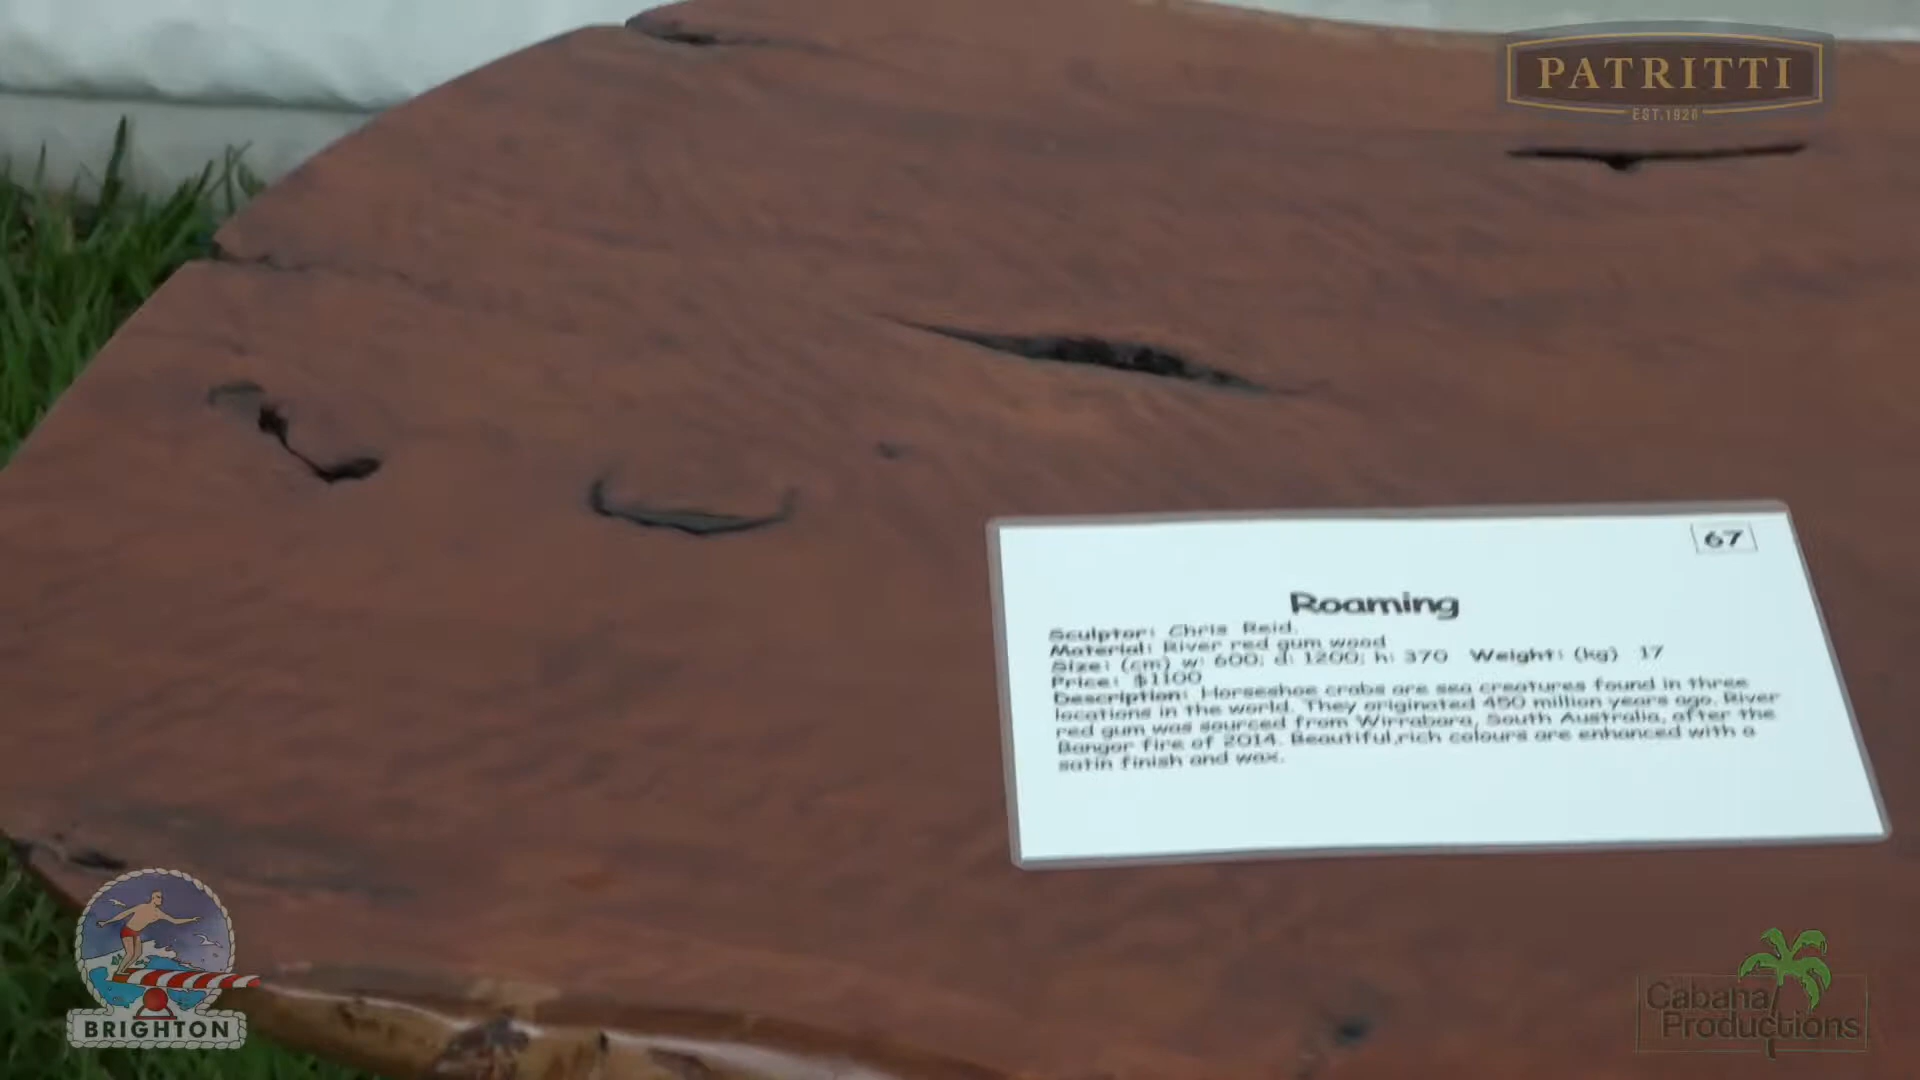 PATRITTI
EST.1926
67
Roaming
Sculptor: Chris Reid.
Material: River red gum wood
Size: (cm) w: 600; d: 1200; h: 370 Weight: (kg) 17
Price: $1100
Description: Horseshoe crabs are sea creatures found in three
locations in the world. They originated 450 million years ago. River
red gum was sourced from Wirrabara, South Australia, after the
Bangor fire of 2014. Beautiful,rich colours are enhanced with a
satin finish and wax.
BRIGHTON
Cabana
Productions